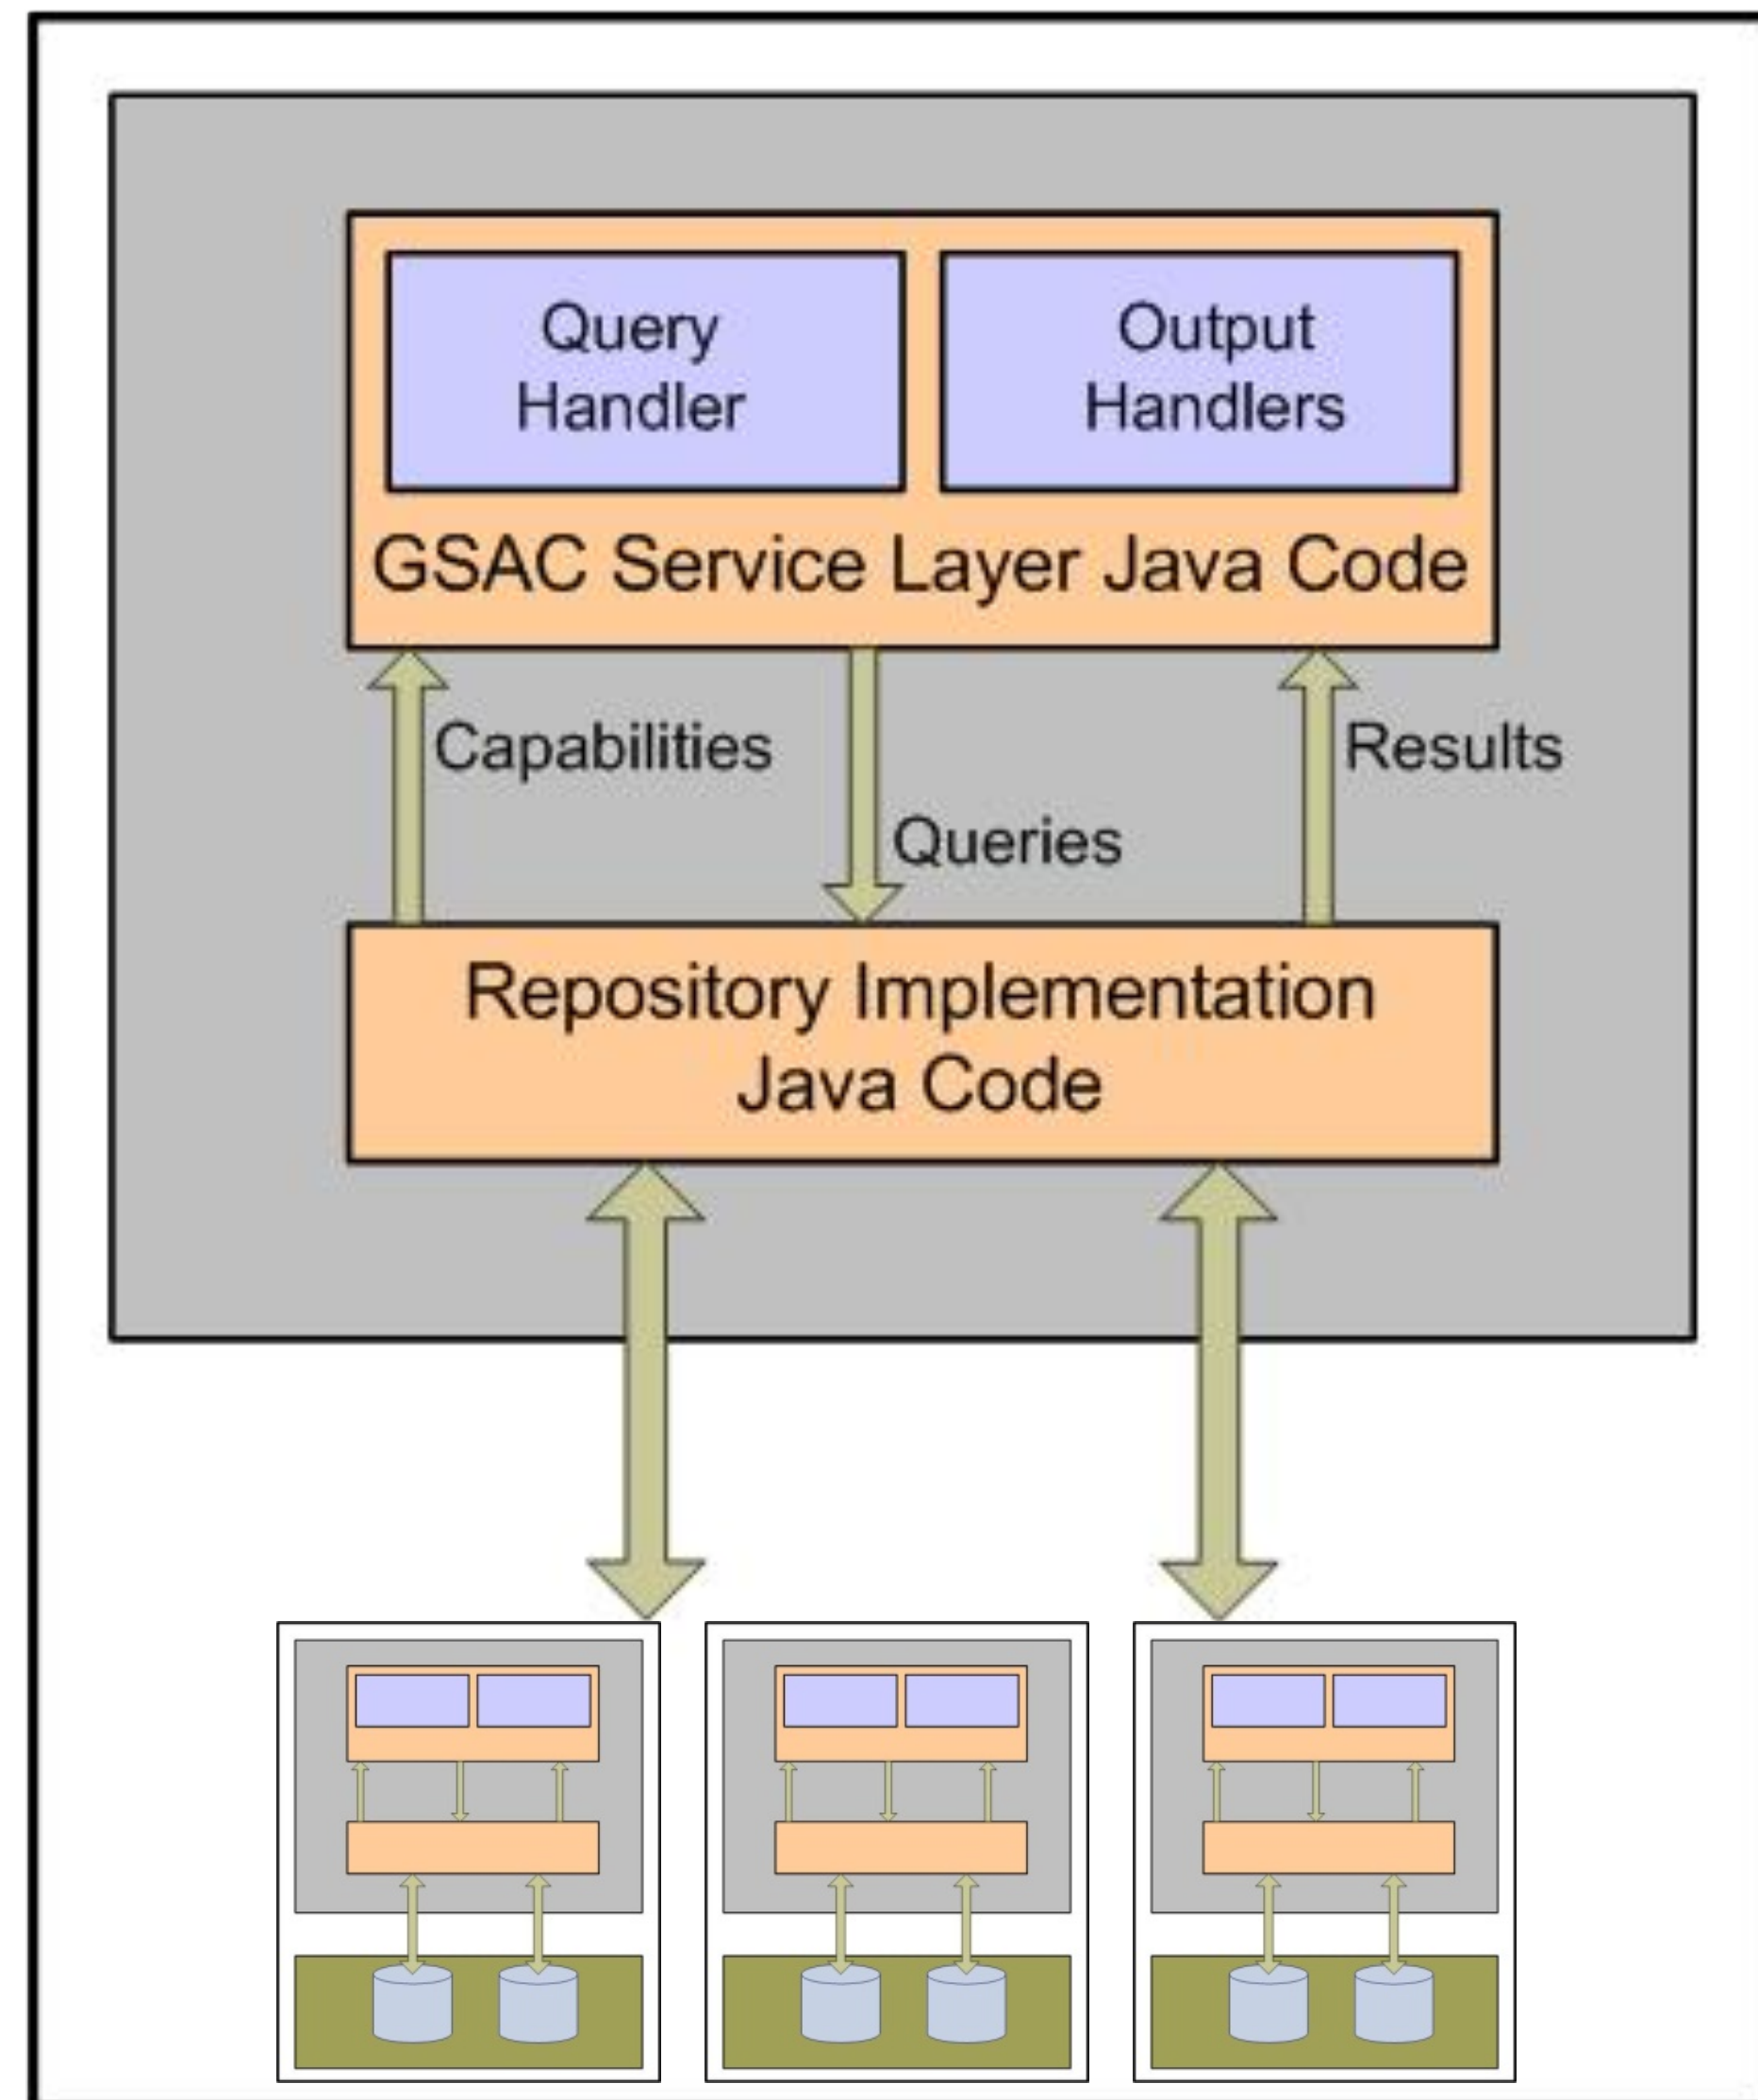 Query
Handler
Output
Handlers
GSAC Service Layer Java Code
Capabilities
Results
Queries
Repository Implementation
Java Code